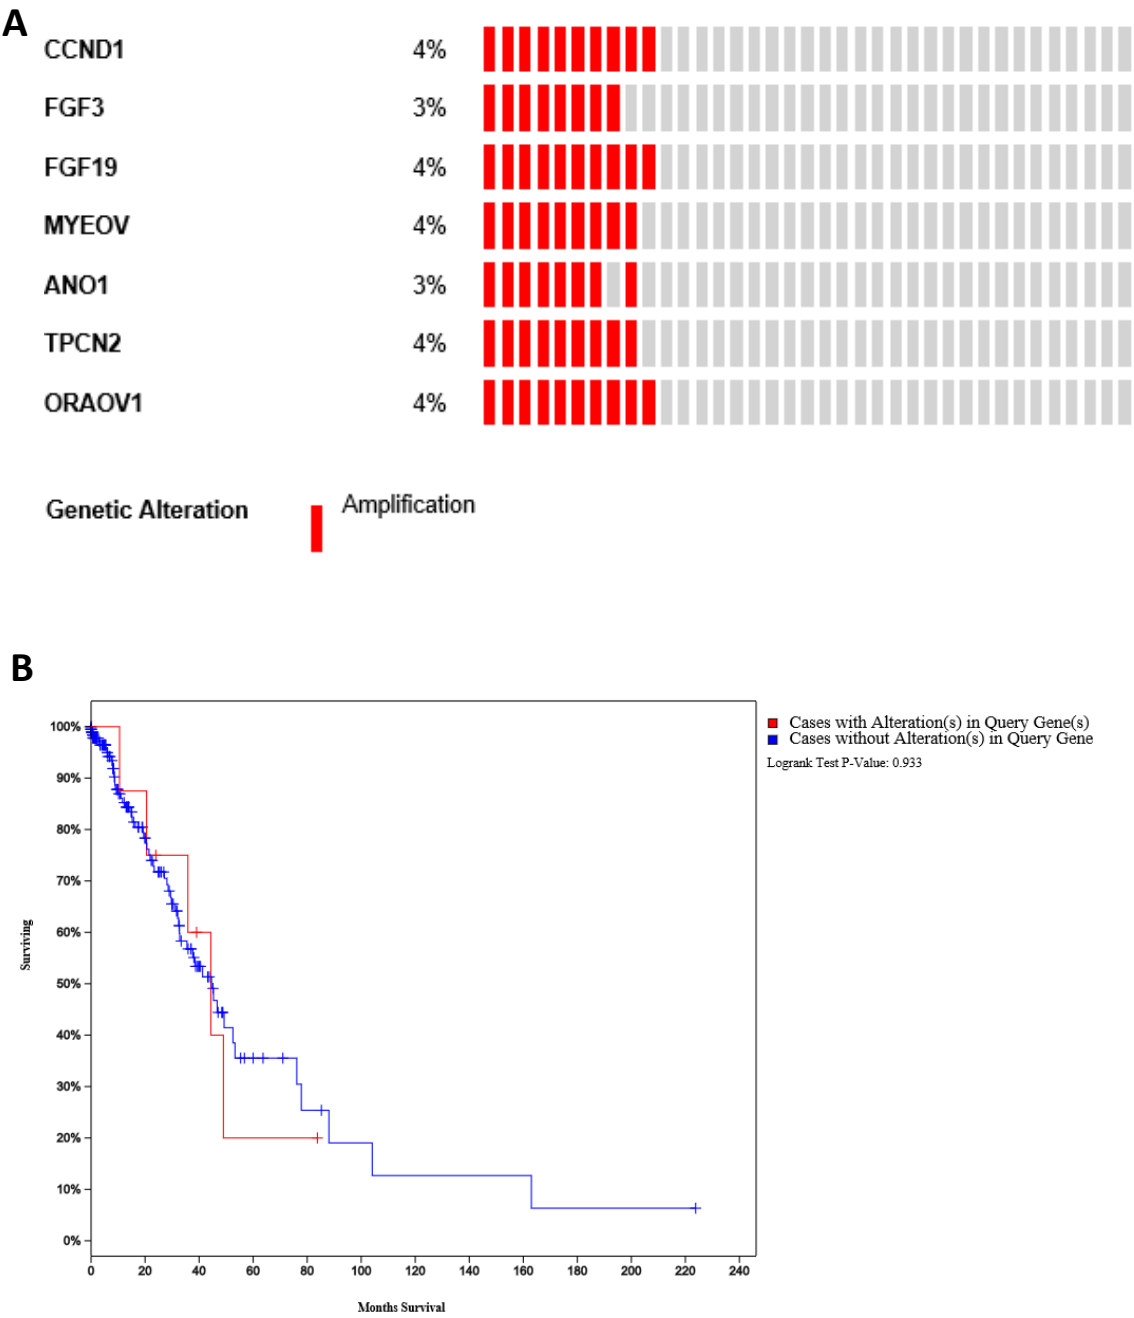 A
CCND1 4%
FGF3 3%
FGF19 4%
MYEOV 4%
ANO1 3%
TPCN2 4%
ORAOV1 4%
Genetic Alteration Amplification
B
100%
90%
80%
70%
60%
50%
40%
30%
20%
10%
0%
Surviving
0 20 40 60 80 100 120 140 160 180 200 220 240
Months Survival
Cases with Alteration(s) in Query Gene(s)
Cases without Alteration(s) in Query Gene
Logrank Test P-Value: 0.933